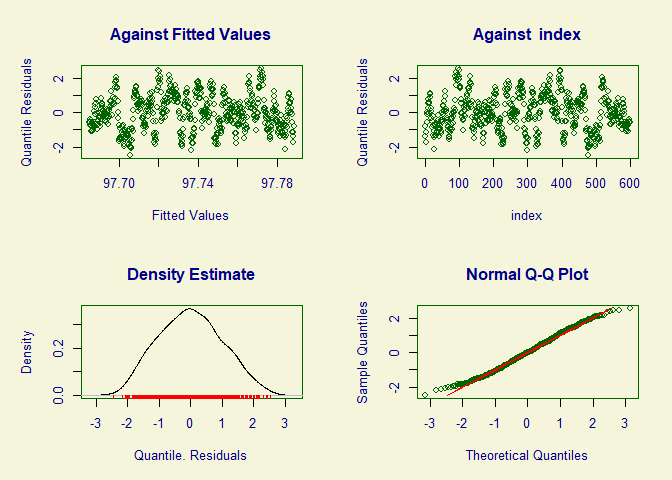 Against Fitted Values
Quantile Residuals
2
0
-2
97.70
97.74
97.78
Fitted Values
Against  index
Quantile Residuals
2
0
-2
0
100
200
300
400
500
600
index
Density Estimate
Density
0.2
0.0
-3
-2
-1
0
1
2
3
Quantile. Residuals
Normal Q-Q Plot
Sample Quantiles
2
0
-2
-3
-2
-1
0
1
2
3
Theoretical Quantiles